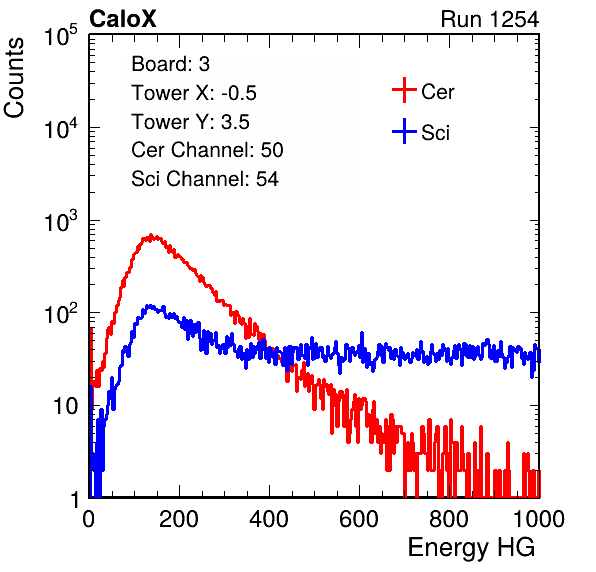 CaloX Run 1254
Counts
Board: 3
Tower X: -0.5
Tower Y: 3.5
Cer Channel: 50
Sci Channel: 54
Cer
Sci
10^5
10^4
10^3
10^2
10
1
0 200 400 600 800 1000
Energy HG